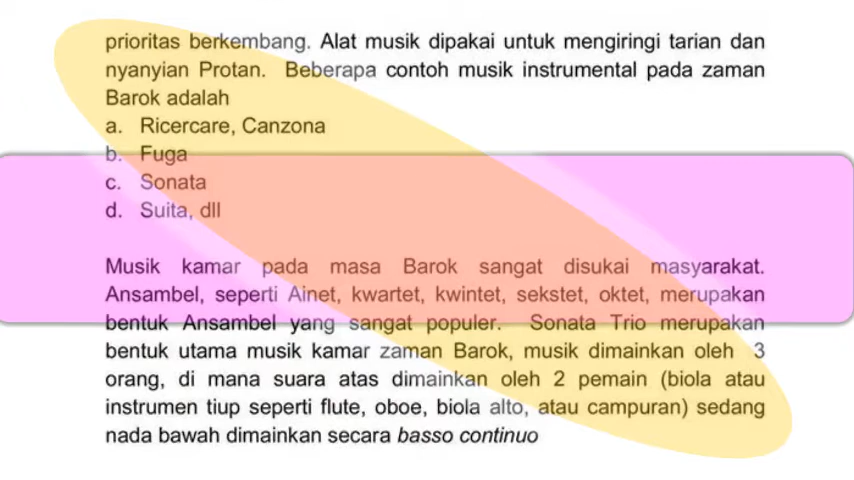 prioritas berkembang. Alat musik dipakai untuk mengiringi tarian dan
nyanyian Protan. Beberapa contoh musik instrumental pada zaman
Barok adalah
a. Ricercare, Canzona
b. Fuga
c. Sonata
d. Suita, dll
Musik kamar pada masa Barok sangat disukai masyarakat.
Ansambel, seperti Ainet, kwartet, kwintet, sekstet, oktet, merupakan
bentuk Ansambel yang sangat populer. Sonata Trio merupakan
bentuk utama musik kamar zaman Barok, musik dimainkan oleh 3
orang, di mana suara atas dimainkan oleh 2 pemain (biola atau
instrumen tiup seperti flute, oboe, biola alto, atau campuran) sedang
nada bawah dimainkan secara basso continuo